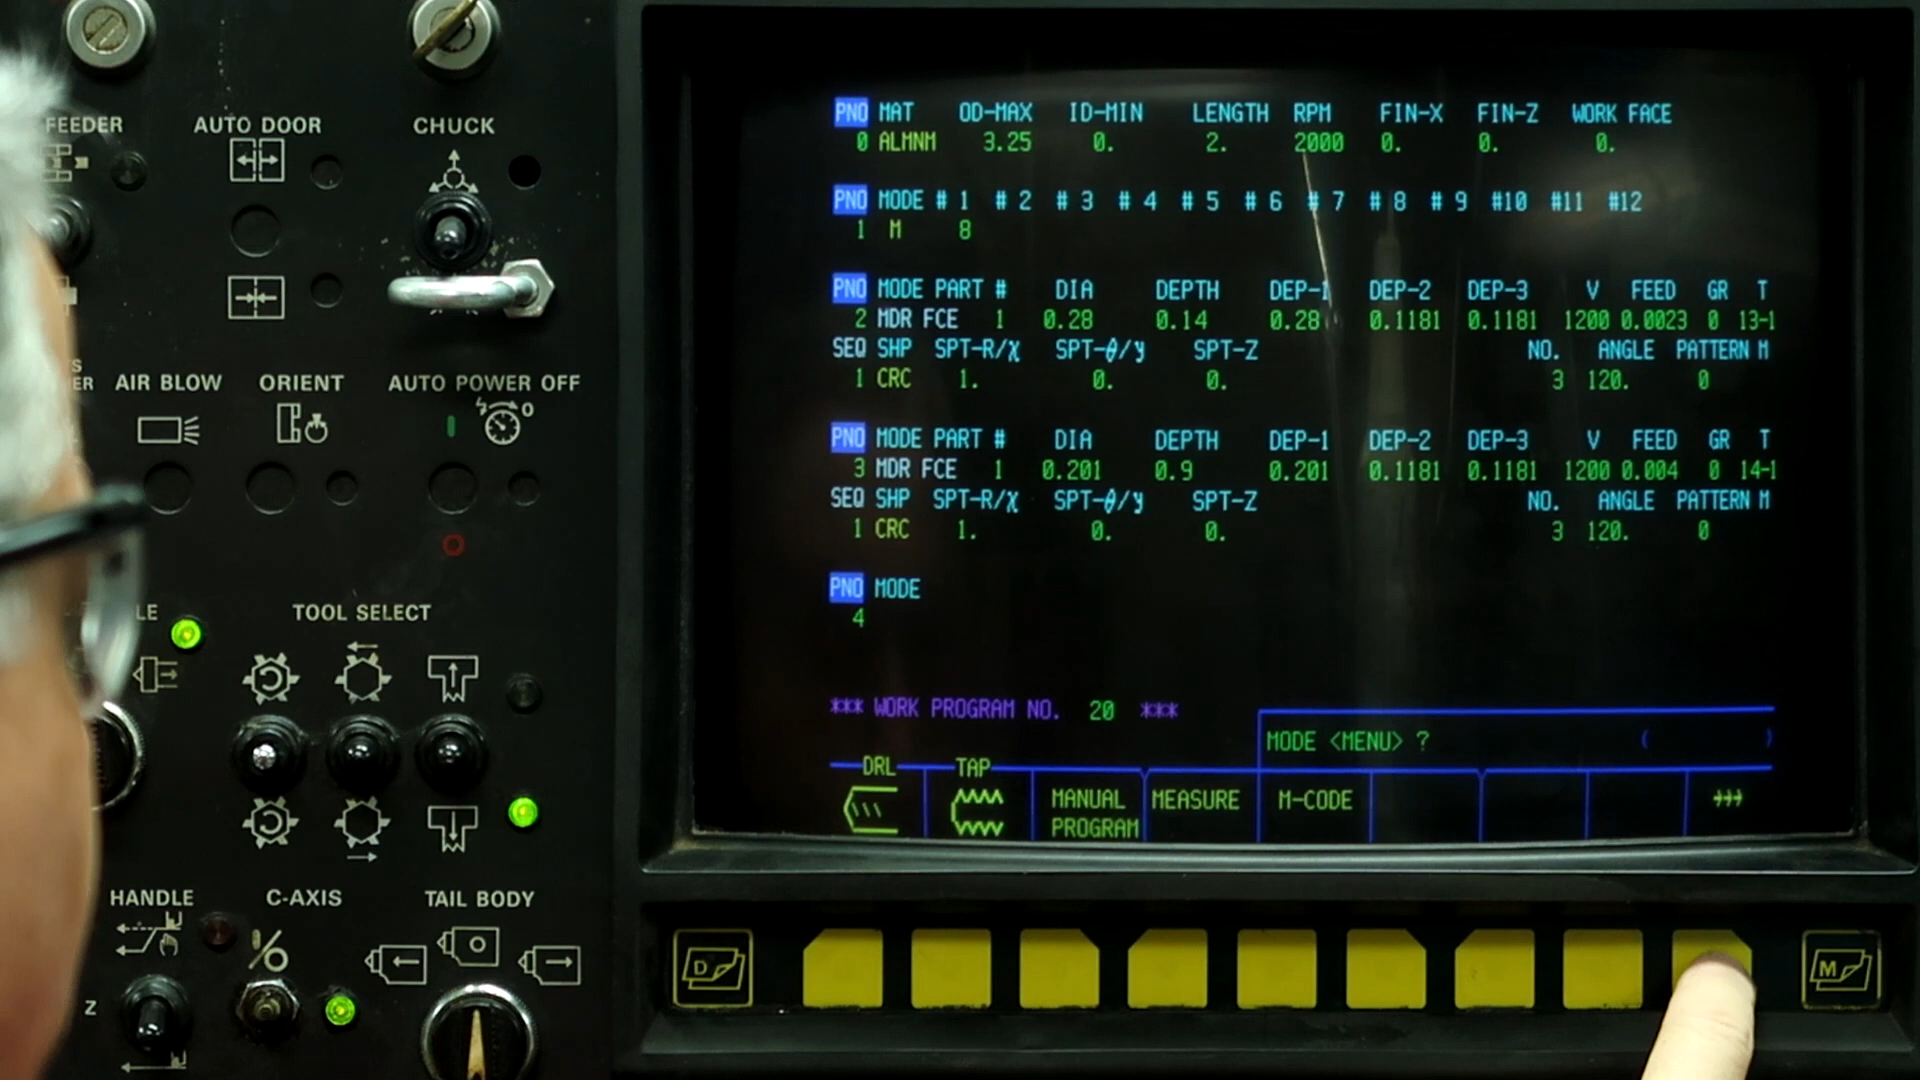 FEEDER AUTO DOOR CHUCK
AIR BLOW ORIENT AUTO POWER OFF
TOOL SELECT
HANDLE C-AXIS TAIL BODY
Z
PNO MAT OD-MAX ID-MIN LENGTH RPM FIN-X FIN-Z WORK FACE
0 ALMNM 3.25 0. 2. 2000 0. 0. 0.
PNO MODE # 1 # 2 # 3 # 4 # 5 # 6 # 7 # 8 # 9 #10 #11 #12
1 M 8
PNO MODE PART # DIA DEPTH DEP-1 DEP-2 DEP-3 V FEED GR T
2 MDR FCE 1 0.28 0.14 0.28 0.1181 0.1181 1200 0.0023 0 13-1
SEQ SHP SPT-R/χ SPT-θ/y SPT-Z NO. ANGLE PATTERN M
1 CRC 1. 0. 0. 3 120. 0
PNO MODE PART # DIA DEPTH DEP-1 DEP-2 DEP-3 V FEED GR T
3 MDR FCE 1 0.201 0.9 0.201 0.1181 0.1181 1200 0.004 0 14-1
SEQ SHP SPT-R/χ SPT-θ/y SPT-Z NO. ANGLE PATTERN M
1 CRC 1. 0. 0. 3 120. 0
PNO MODE
4
*** WORK PROGRAM NO. 20 ***
MODE <MENU> ? ( )
DRL TAP MANUAL PROGRAM MEASURE M-CODE →→→
D M